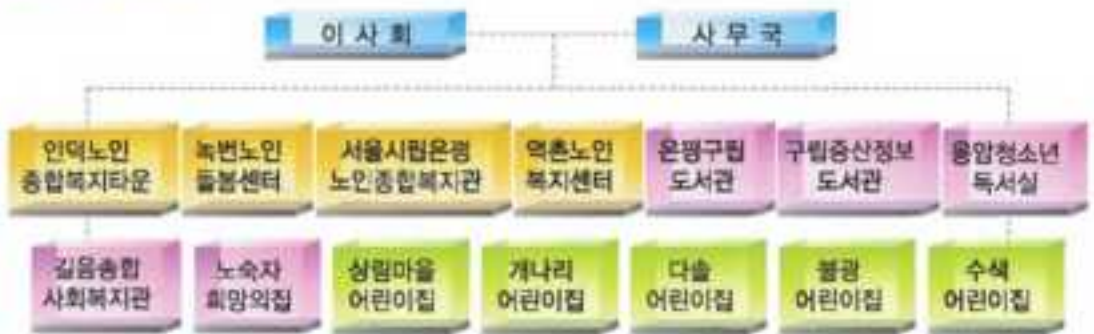 이 사 회
사 무 국
인덕노인
종합복지타운
녹번노인
돌봄센터
서울시립은평
노인종합복지관
역촌노인
복지센터
은평구립
도서관
구립증산정보
도서관
응암청소년
독서실
길음종합
사회복지관
노숙자
희망의집
상림마을
어린이집
개나리
어린이집
다솔
어린이집
불광
어린이집
수색
어린이집